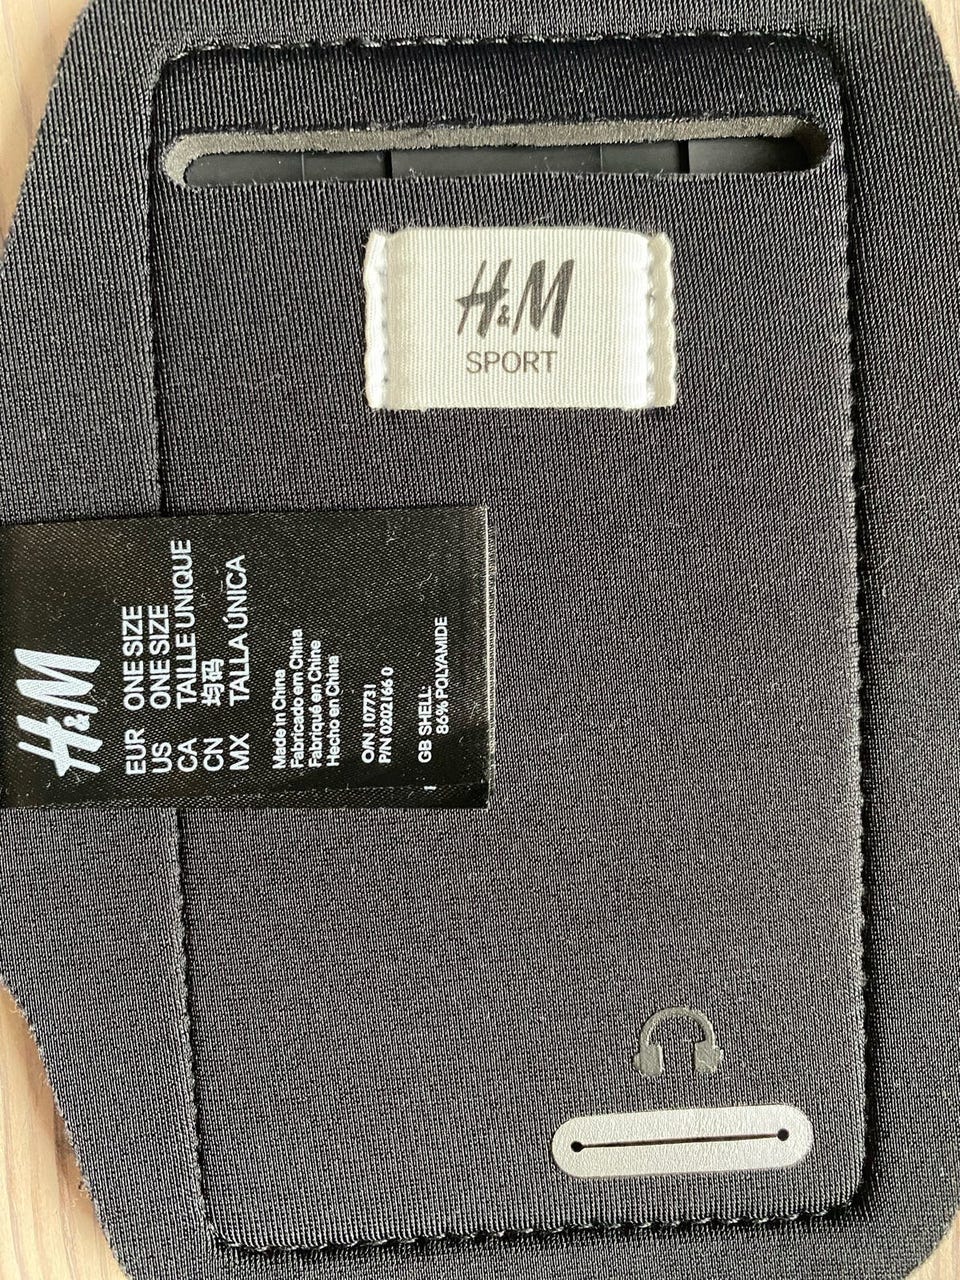 H&M
SPORT
H&M
EUR ONE SIZE
US ONE SIZE
CA TAILLE UNIQUE
CN 均码
MX TALLA ÚNICA
Made in China
Fabricado em China
Fabriqué en Chine
Hecho en China
O/N 107731
P/N 0202166 0
GB SHELL:
86% POLYAMIDE